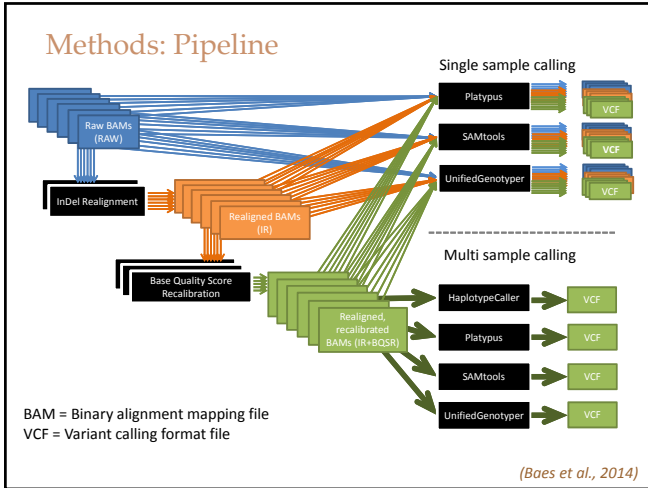 Methods: Pipeline
Single sample calling
Raw BAMs
(RAW)
Platypus
VCF
SAMtools
VCF
UnifiedGenotyper
VCF
InDel Realignment
Realigned BAMs
(IR)
Base Quality Score
Recalibration
Multi sample calling
Realigned,
recalibrated
BAMs (IR+BQSR)
HaplotypeCaller
VCF
Platypus
VCF
SAMtools
VCF
UnifiedGenotyper
VCF
BAM = Binary alignment mapping file
VCF = Variant calling format file
(Baes et al., 2014)